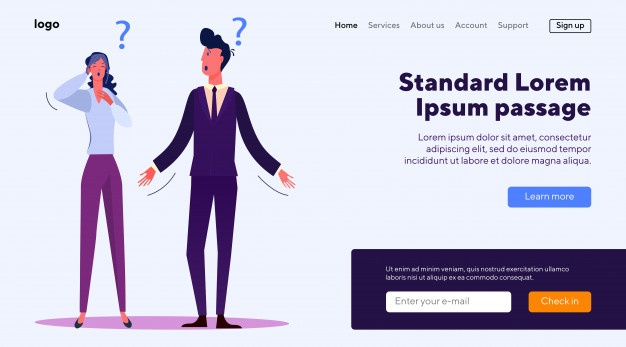 logo
Home Services About us Account Support Sign up
? ?
Standard Lorem
Ipsum passage
Lorem ipsum dolor sit amet, consectetur
adipiscing elit, sed do eiusmod tempor
incididunt ut labore et dolore magna aliqua.
Learn more
Ut enim ad minim veniam, quis nostrud exercitation ullamco
laboris nisi ut aliquip ex ea commodo consequat.
Enter your e-mail Check in